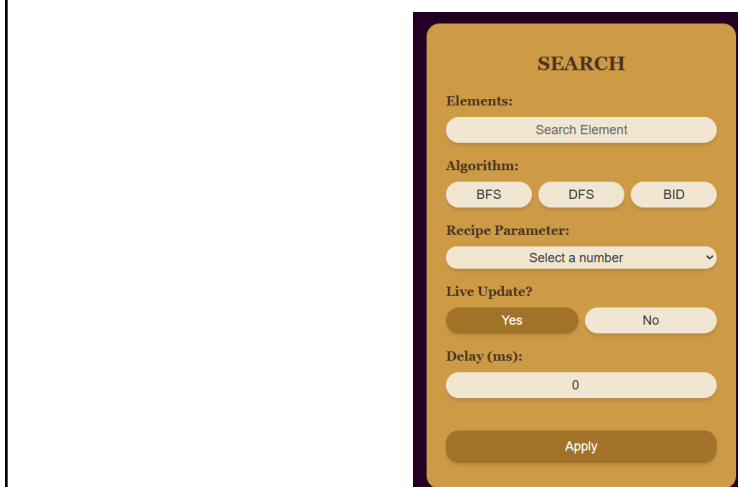 SEARCH
Elements:
Search Element
Algorithm:
BFS DFS BID
Recipe Parameter:
Select a number
Live Update?
Yes No
Delay (ms):
0
Apply